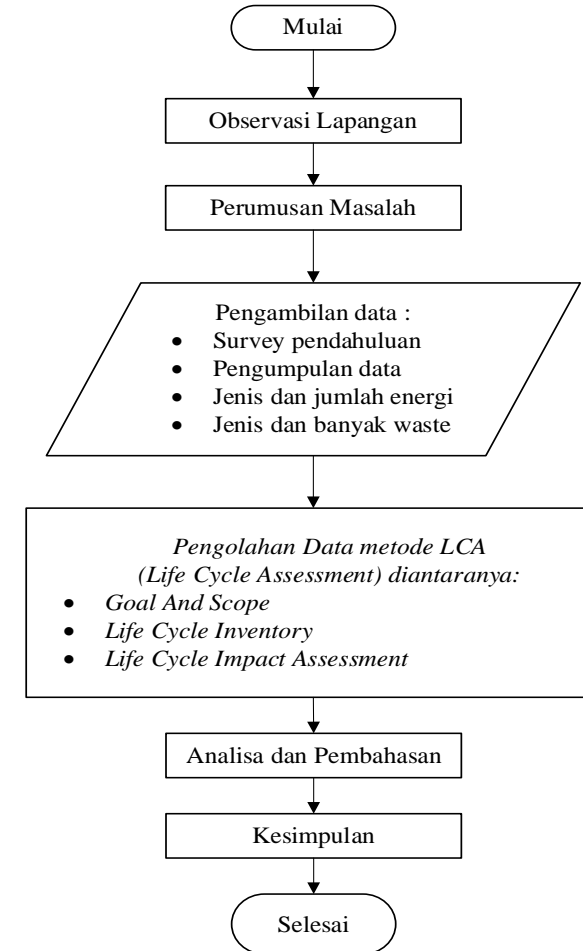 Mulai
Observasi Lapangan
Perumusan Masalah
Pengambilan data :
• Survey pendahuluan
• Pengumpulan data
• Jenis dan jumlah energi
• Jenis dan banyak waste
Pengolahan Data metode LCA
(Life Cycle Assessment) diantaranya:
• Goal And Scope
• Life Cycle Inventory
• Life Cycle Impact Assessment
Analisa dan Pembahasan
Kesimpulan
Selesai